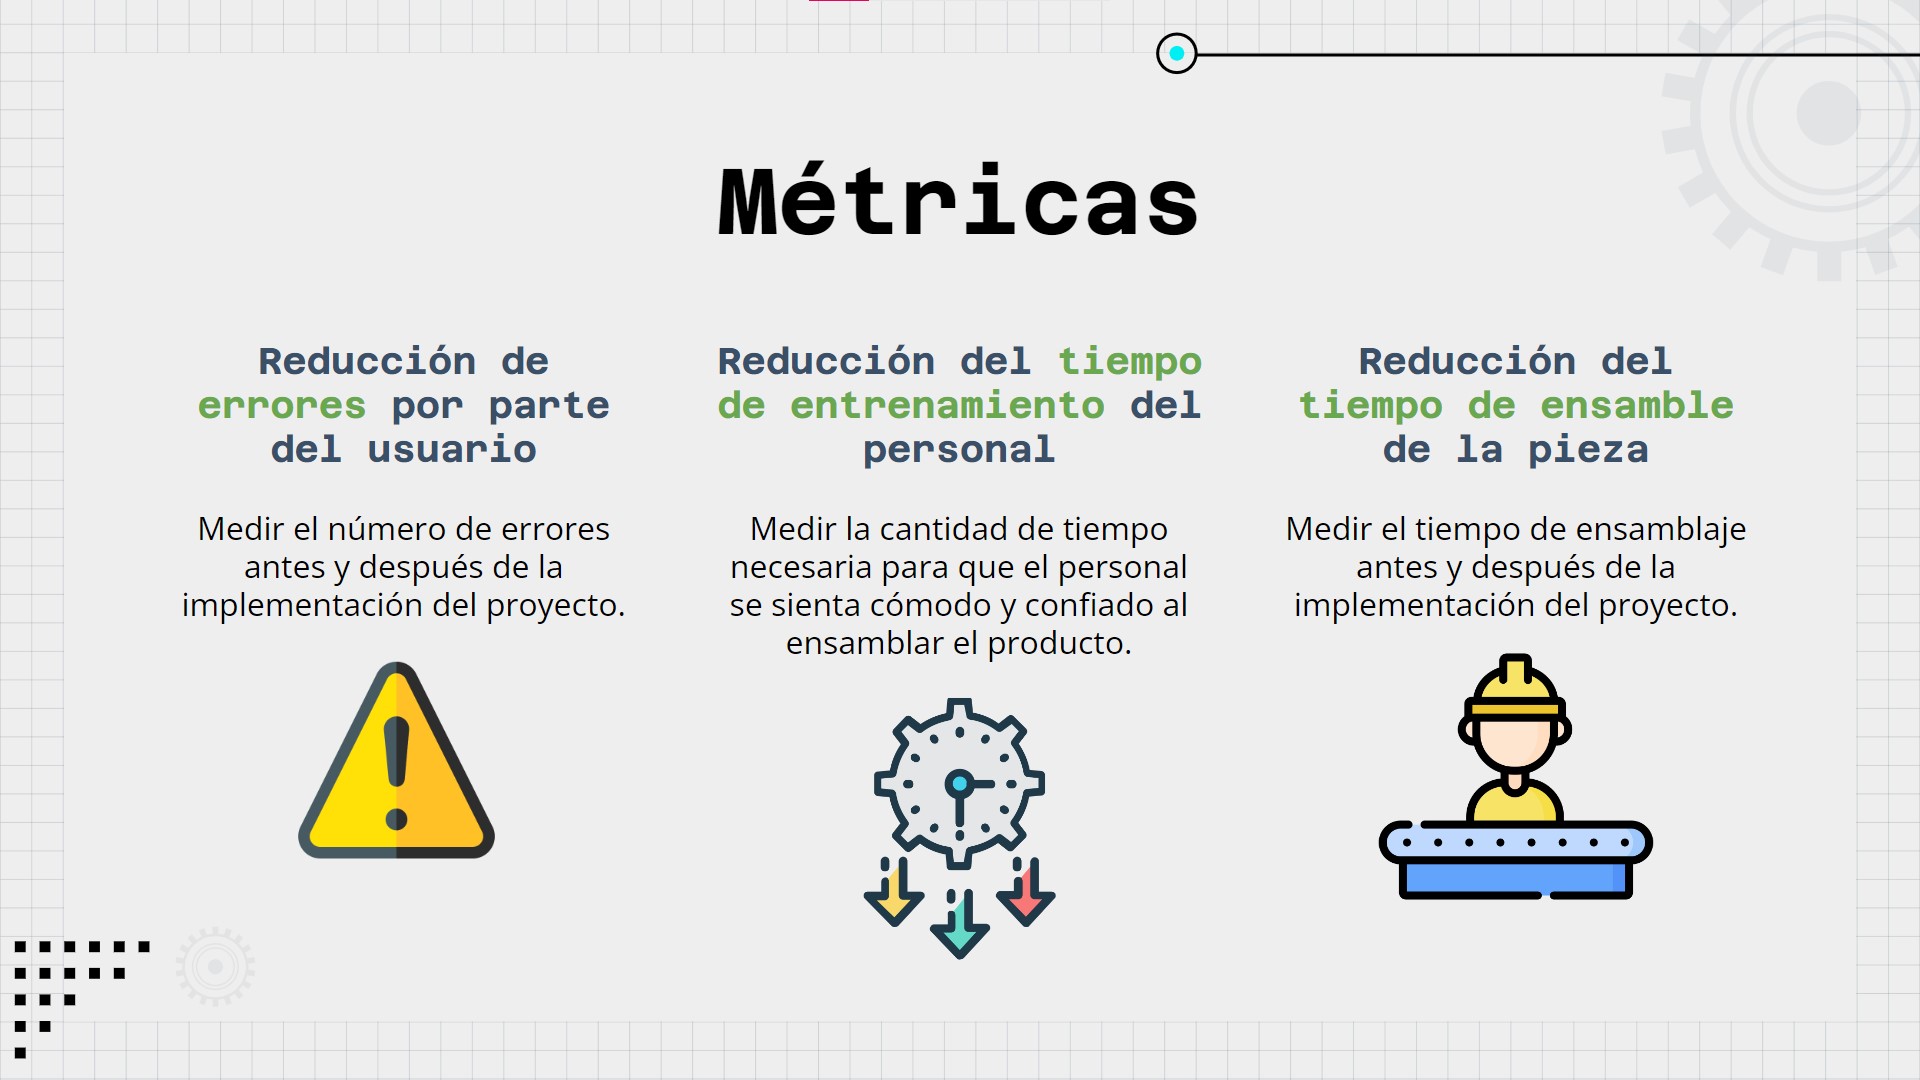 Métricas
Reducción de
errores por parte
del usuario
Medir el número de errores
antes y después de la
implementación del proyecto.
Reducción del tiempo
de entrenamiento del
personal
Medir la cantidad de tiempo
necesaria para que el personal
se sienta cómodo y confiado al
ensamblar el producto.
Reducción del
tiempo de ensamble
de la pieza
Medir el tiempo de ensamblaje
antes y después de la
implementación del proyecto.